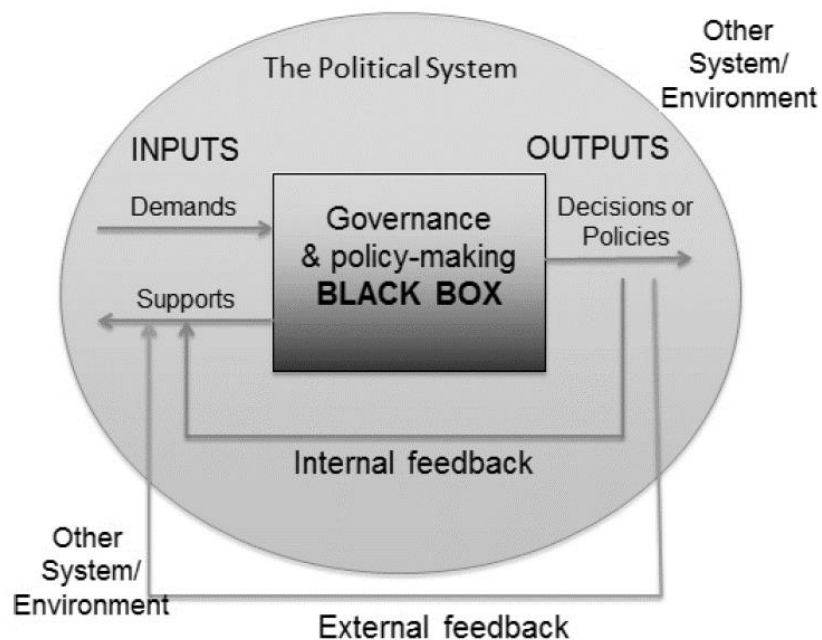 The Political System
Other
System/
Environment
INPUTS
OUTPUTS
Demands
Supports
Governance
& policy-making
BLACK BOX
Decisions or
Policies
Internal feedback
Other
System/
Environment
External feedback